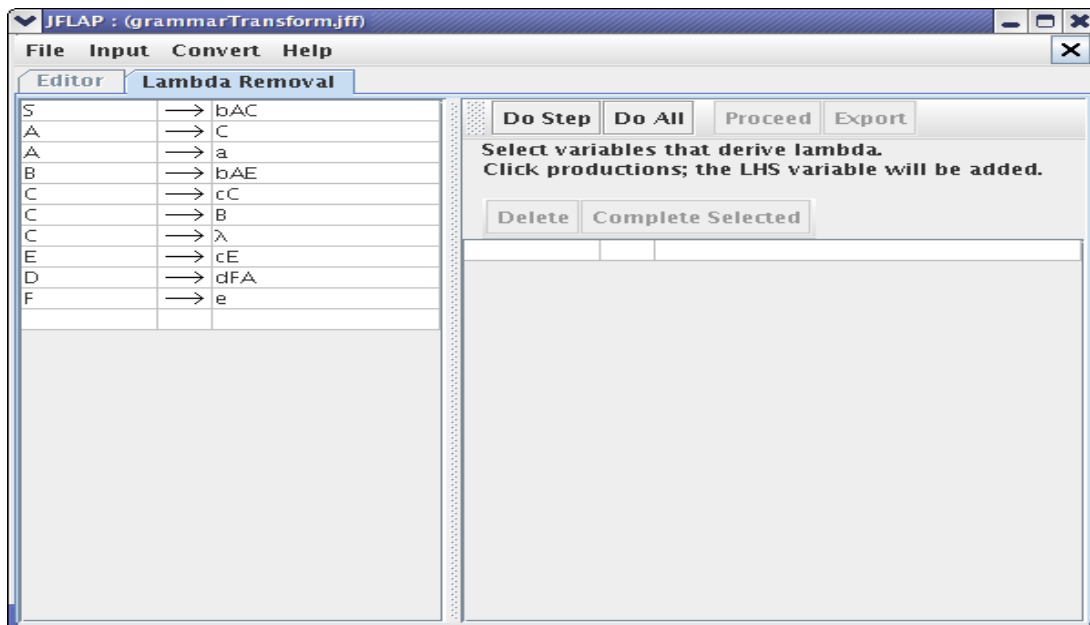 JFLAP : (grammarTransform.jff)
File Input Convert Help
Editor Lambda Removal
S → bAC
A → C
A → a
B → bAE
C → cC
C → B
C → λ
E → cE
D → dFA
F → e
Do Step Do All Proceed Export
Select variables that derive lambda.
Click productions; the LHS variable will be added.
Delete Complete Selected